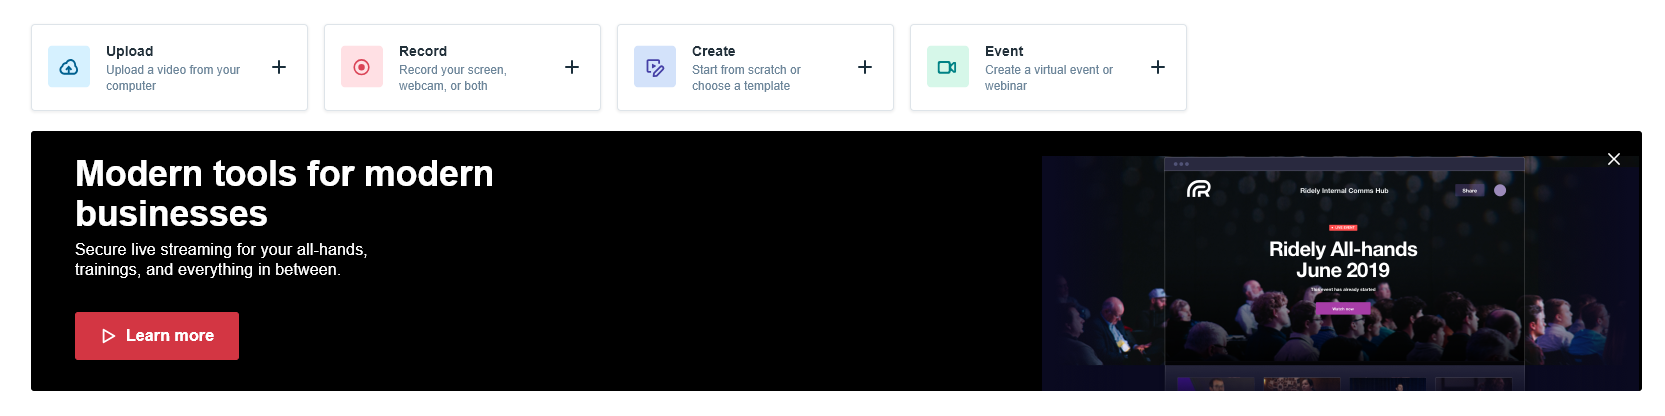 Upload
Upload a video from your
computer
Record
Record your screen,
webcam, or both
Create
Start from scratch or
choose a template
Event
Create a virtual event or
webinar
Modern tools for modern
businesses
Secure live streaming for your all-hands,
trainings, and everything in between.
Learn more
Ridely Internal Comms Hub
Share
LIVE EVENT
Ridely All-hands
June 2019
This event has already started
Watch now